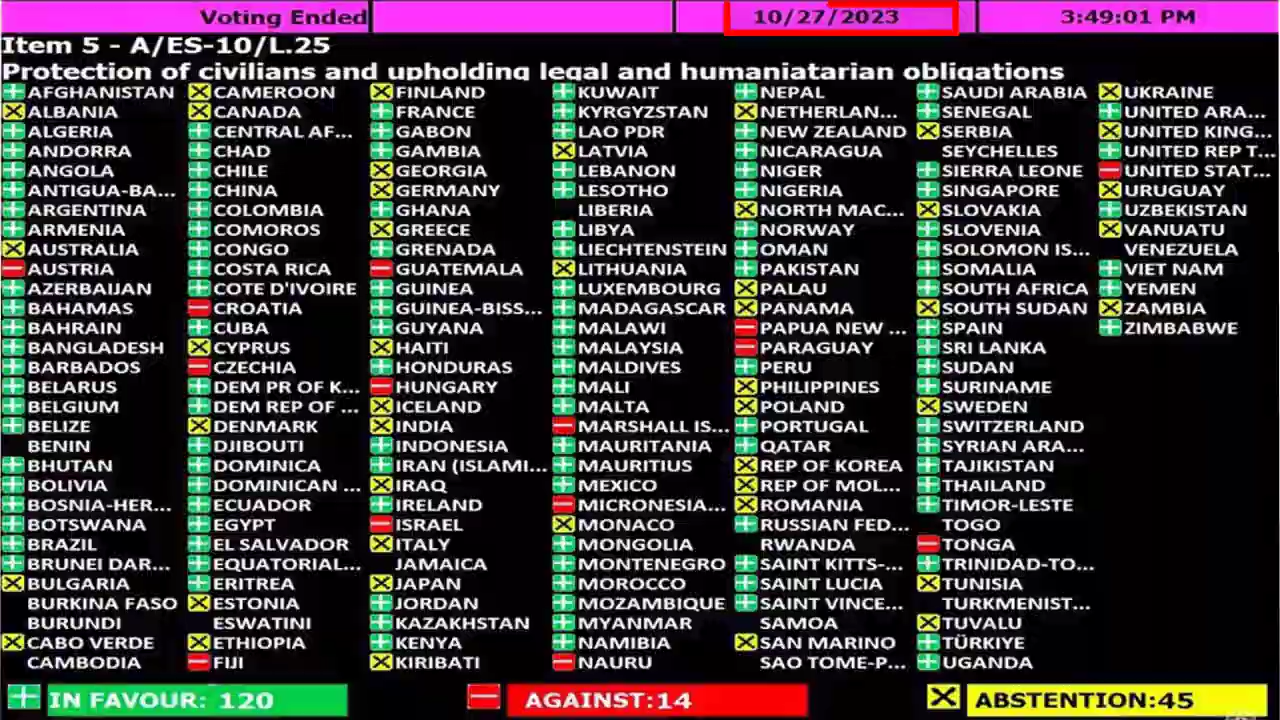 Voting Ended
10/27/2023
3:49:01 PM
Item 5 - A/ES-10/L.25
Protection of civilians and upholding legal and humaniatarian obligations
AFGHANISTAN
ALBANIA
ALGERIA
ANDORRA
ANGOLA
ANTIGUA-BA...
ARGENTINA
ARMENIA
AUSTRALIA
AUSTRIA
AZERBAIJAN
BAHAMAS
BAHRAIN
BANGLADESH
BARBADOS
BELARUS
BELGIUM
BELIZE
BENIN
BHUTAN
BOLIVIA
BOSNIA-HER...
BOTSWANA
BRAZIL
BRUNEI DAR...
BULGARIA
BURKINA FASO
BURUNDI
CABO VERDE
CAMBODIA
CAMEROON
CANADA
CENTRAL AF...
CHAD
CHILE
CHINA
COLOMBIA
COMOROS
CONGO
COSTA RICA
COTE D'IVOIRE
CROATIA
CUBA
CYPRUS
CZECHIA
DEM PR OF K...
DEM REP OF ...
DENMARK
DJIBOUTI
DOMINICA
DOMINICAN ...
ECUADOR
EGYPT
EL SALVADOR
EQUATORIAL...
ERITREA
ESTONIA
ESWATINI
ETHIOPIA
FIJI
FINLAND
FRANCE
GABON
GAMBIA
GEORGIA
GERMANY
GHANA
GREECE
GRENADA
GUATEMALA
GUINEA
GUINEA-BISS...
GUYANA
HAITI
HONDURAS
HUNGARY
ICELAND
INDIA
INDONESIA
IRAN (ISLAMI...
IRAQ
IRELAND
ISRAEL
ITALY
JAMAICA
JAPAN
JORDAN
KAZAKHSTAN
KENYA
KIRIBATI
KUWAIT
KYRGYZSTAN
LAO PDR
LATVIA
LEBANON
LESOTHO
LIBERIA
LIBYA
LIECHTENSTEIN
LITHUANIA
LUXEMBOURG
MADAGASCAR
MALAWI
MALAYSIA
MALDIVES
MALI
MALTA
MARSHALL IS...
MAURITANIA
MAURITIUS
MEXICO
MICRONESIA...
MONACO
MONGOLIA
MONTENEGRO
MOROCCO
MOZAMBIQUE
MYANMAR
NAMIBIA
NAURU
NEPAL
NETHERLAN...
NEW ZEALAND
NICARAGUA
NIGER
NIGERIA
NORTH MAC...
NORWAY
OMAN
PAKISTAN
PALAU
PANAMA
PAPUA NEW ...
PARAGUAY
PERU
PHILIPPINES
POLAND
PORTUGAL
QATAR
REP OF KOREA
REP OF MOL...
ROMANIA
RUSSIAN FED...
RWANDA
SAINT KITTS-...
SAINT LUCIA
SAINT VINCE...
SAMOA
SAN MARINO
SAO TOME-P...
SAUDI ARABIA
SENEGAL
SERBIA
SEYCHELLES
SIERRA LEONE
SINGAPORE
SLOVAKIA
SLOVENIA
SOLOMON IS...
SOMALIA
SOUTH AFRICA
SOUTH SUDAN
SPAIN
SRI LANKA
SUDAN
SURINAME
SWEDEN
SWITZERLAND
SYRIAN ARA...
TAJIKISTAN
THAILAND
TIMOR-LESTE
TOGO
TONGA
TRINIDAD-TO...
TUNISIA
TURKMENIST...
TUVALU
TÜRKIYE
UGANDA
UKRAINE
UNITED ARA...
UNITED KING...
UNITED REP T...
UNITED STAT...
URUGUAY
UZBEKISTAN
VANUATU
VENEZUELA
VIET NAM
YEMEN
ZAMBIA
ZIMBABWE
IN FAVOUR: 120
AGAINST:14
ABSTENTION:45